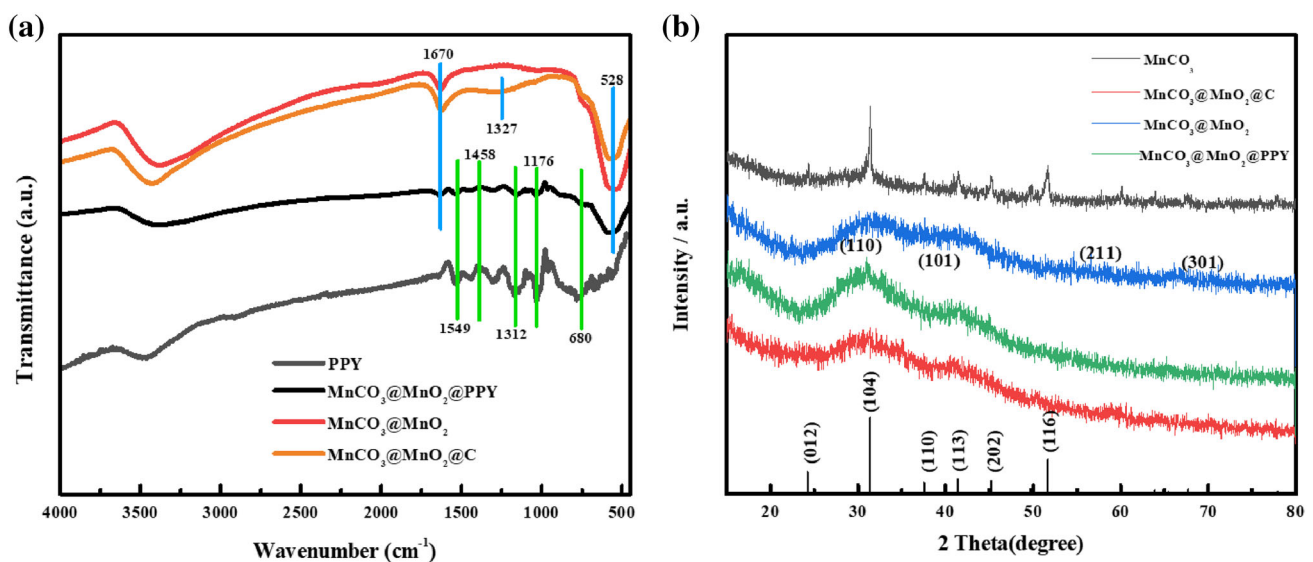 (a)
Transmittance (a.u.)
1670
528
1327
1458
1176
1549
1312
680
PPY
MnCO₃@MnO₂@PPY
MnCO₃@MnO₂
MnCO₃@MnO₂@C
4000 3500 3000 2500 2000 1500 1000 500
Wavenumber (cm⁻¹)
(b)
Intensity / a.u.
MnCO₃
MnCO₃@MnO₂@C
MnCO₃@MnO₂
MnCO₃@MnO₂@PPY
(110)
(101)
(211)
(301)
(012)
(104)
(110)
(113)
(202)
(116)
20 30 40 50 60 70 80
2 Theta(degree)